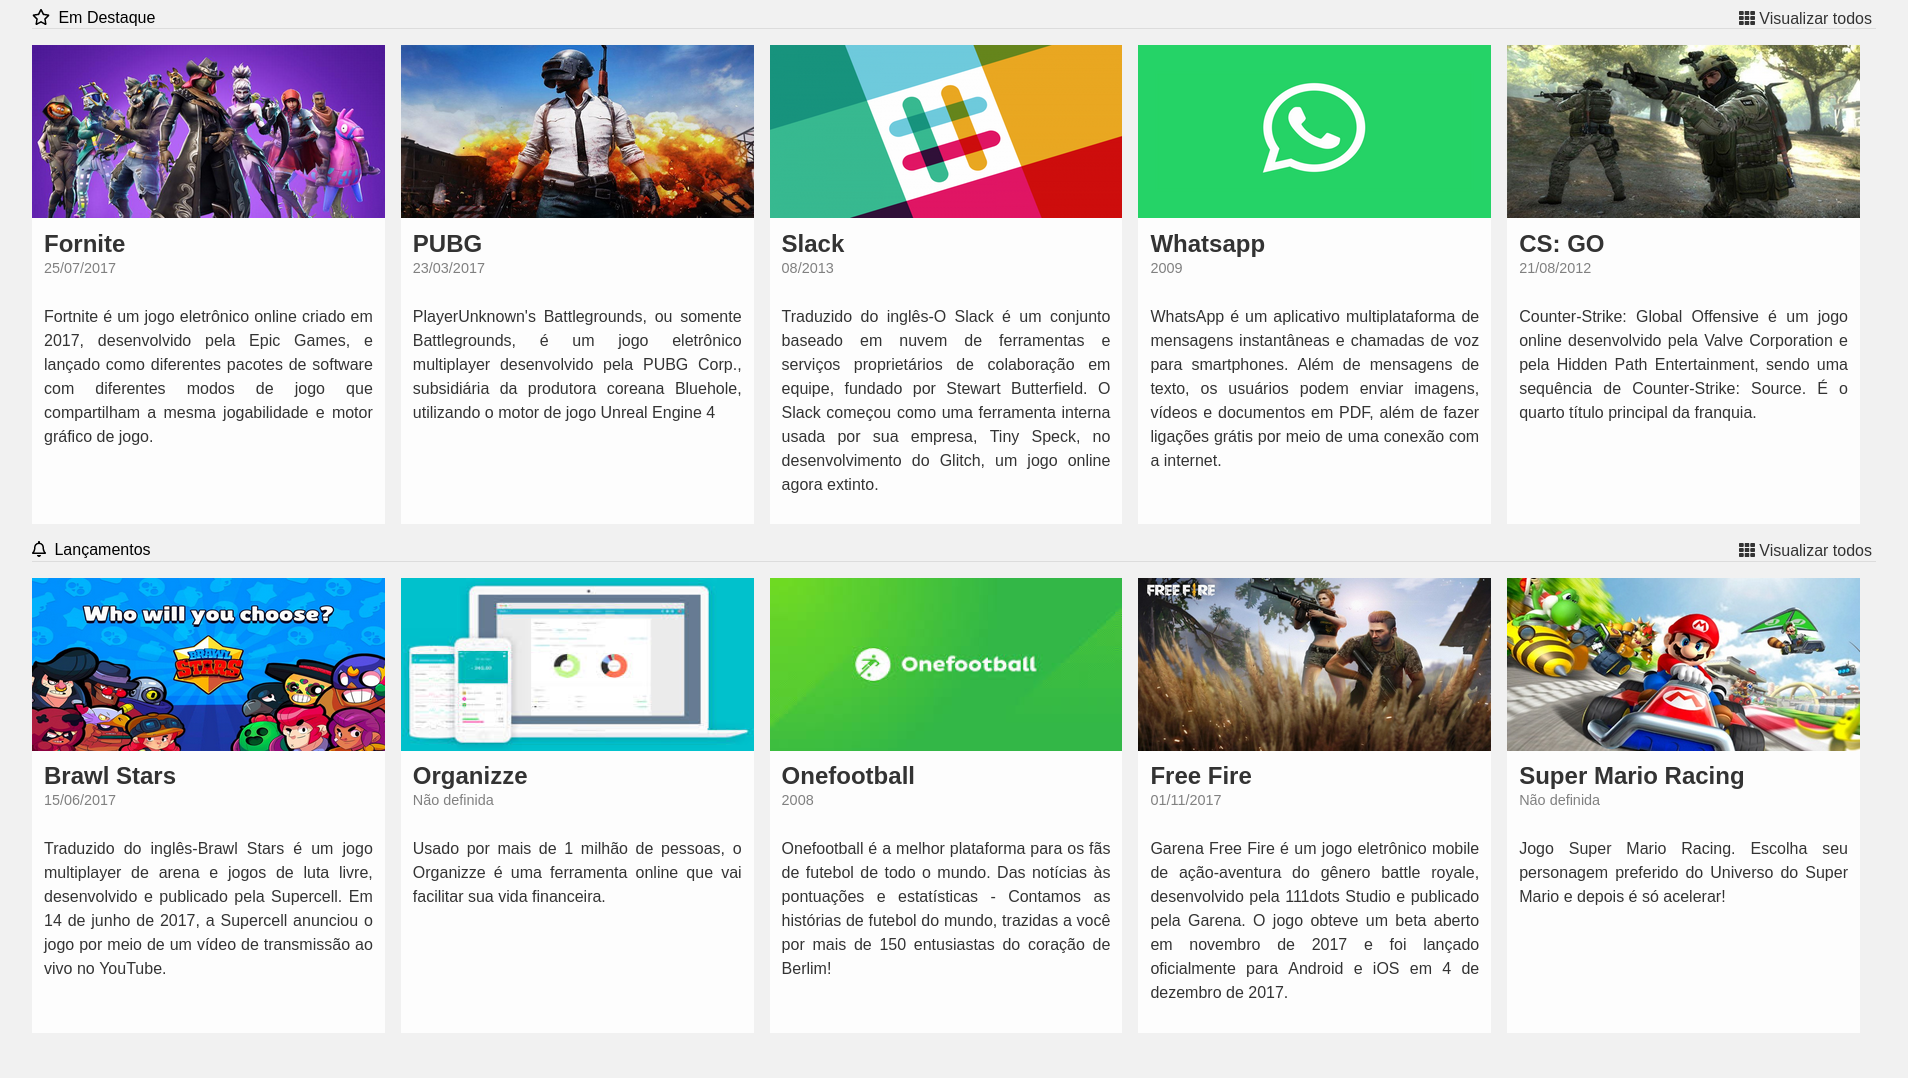 Em Destaque
Visualizar todos
Fornite
25/07/2017
Fortnite é um jogo eletrônico online criado em
2017, desenvolvido pela Epic Games, e
lançado como diferentes pacotes de software
com diferentes modos de jogo que
compartilham a mesma jogabilidade e motor
gráfico de jogo.
PUBG
23/03/2017
PlayerUnknown's Battlegrounds, ou somente
Battlegrounds, é um jogo eletrônico
multiplayer desenvolvido pela PUBG Corp.,
subsidiária da produtora coreana Bluehole,
utilizando o motor de jogo Unreal Engine 4
Slack
08/2013
Traduzido do inglês-O Slack é um conjunto
baseado em nuvem de ferramentas e
serviços proprietários de colaboração em
equipe, fundado por Stewart Butterfield. O
Slack começou como uma ferramenta interna
usada por sua empresa, Tiny Speck, no
desenvolvimento do Glitch, um jogo online
agora extinto.
Whatsapp
2009
WhatsApp é um aplicativo multiplataforma de
mensagens instantâneas e chamadas de voz
para smartphones. Além de mensagens de
texto, os usuários podem enviar imagens,
vídeos e documentos em PDF, além de fazer
ligações grátis por meio de uma conexão com
a internet.
CS: GO
21/08/2012
Counter-Strike: Global Offensive é um jogo
online desenvolvido pela Valve Corporation e
pela Hidden Path Entertainment, sendo uma
sequência de Counter-Strike: Source. É o
quarto título principal da franquia.
Lançamentos
Visualizar todos
Who will you choose?
BRAWL
STARS
Brawl Stars
15/06/2017
Traduzido do inglês-Brawl Stars é um jogo
multiplayer de arena e jogos de luta livre,
desenvolvido e publicado pela Supercell. Em
14 de junho de 2017, a Supercell anunciou o
jogo por meio de um vídeo de transmissão ao
vivo no YouTube.
Organizze
Não definida
Usado por mais de 1 milhão de pessoas, o
Organizze é uma ferramenta online que vai
facilitar sua vida financeira.
Onefootball
Onefootball
2008
Onefootball é a melhor plataforma para os fãs
de futebol de todo o mundo. Das notícias às
pontuações e estatísticas - Contamos as
histórias de futebol do mundo, trazidas a você
por mais de 150 entusiastas do coração de
Berlim!
FREE FIRE
Free Fire
01/11/2017
Garena Free Fire é um jogo eletrônico mobile
de ação-aventura do gênero battle royale,
desenvolvido pela 111dots Studio e publicado
pela Garena. O jogo obteve um beta aberto
em novembro de 2017 e foi lançado
oficialmente para Android e iOS em 4 de
dezembro de 2017.
M
Super Mario Racing
Não definida
Jogo Super Mario Racing. Escolha seu
personagem preferido do Universo do Super
Mario e depois é só acelerar!